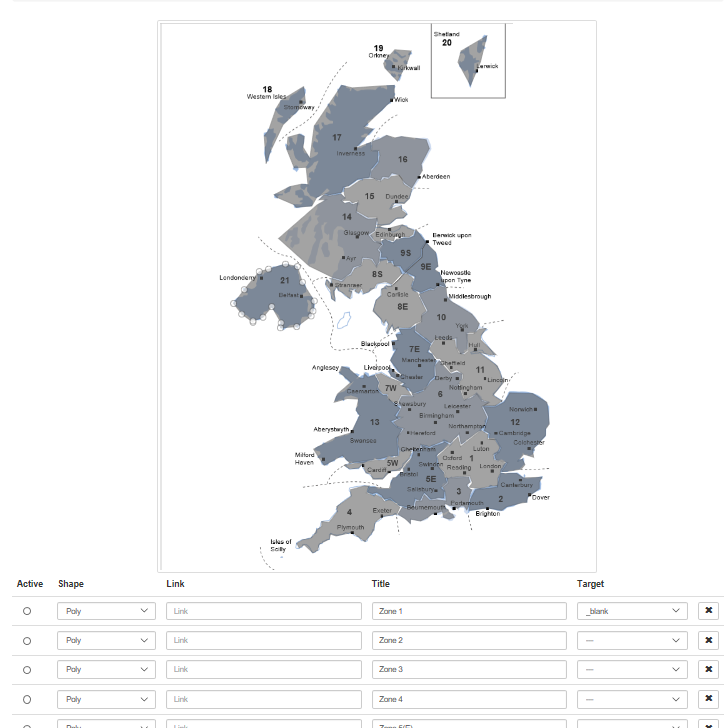 Shetland
20
Lerwick
19
Orkney
Kirkwall
18
Western Isles
Stornoway
Wick
17
Inverness
16
Aberdeen
15
Dundee
14
Glasgow
Edinburgh
Berwick upon
Tweed
9S
Ayr
9E
8S
Newcastle
upon Tyne
Londonderry
21
Belfast
Stranraer
Carlisle
Middlesbrough
8E
10
York
Leeds
Hull
Blackpool
7E
Manchester
Sheffield
Anglesey
Liverpool
Chester
Derby
11
Lincoln
Caernarfon
7W
6
Nottingham
Shrewsbury
Leicester
Norwich
Birmingham
12
13
Aberystwyth
Hereford
Northampton
Cambridge
Swansea
Colchester
Cheltenham
Luton
Milford
Haven
Oxford
1
5W
Cardiff
Swindon
Reading
London
Bristol
5E
Canterbury
Salisbury
3
2
Dover
4
Exeter
Bournemouth
Portsmouth
Brighton
Plymouth
Isles of
Scilly
Active Shape Link Title Target
Poly Link Zone 1 _blank ✖
Poly Link Zone 2 --- ✖
Poly Link Zone 3 --- ✖
Poly Link Zone 4 --- ✖
Poly Link Zone 5(E)